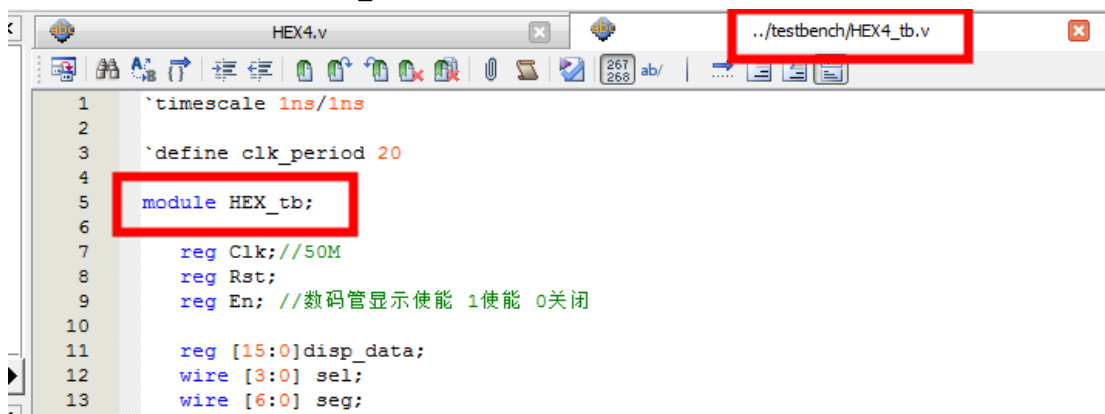 HEX4.v
../testbench/HEX4_tb.v
267
268
ab/
1 `timescale 1ns/1ns
2
3 `define clk_period 20
4
5 module HEX_tb;
6
7 reg Clk;//50M
8 reg Rst;
9 reg En; //数码管显示使能 1使能 0关闭
10
11 reg [15:0]disp_data;
12 wire [3:0] sel;
13 wire [6:0] seg;